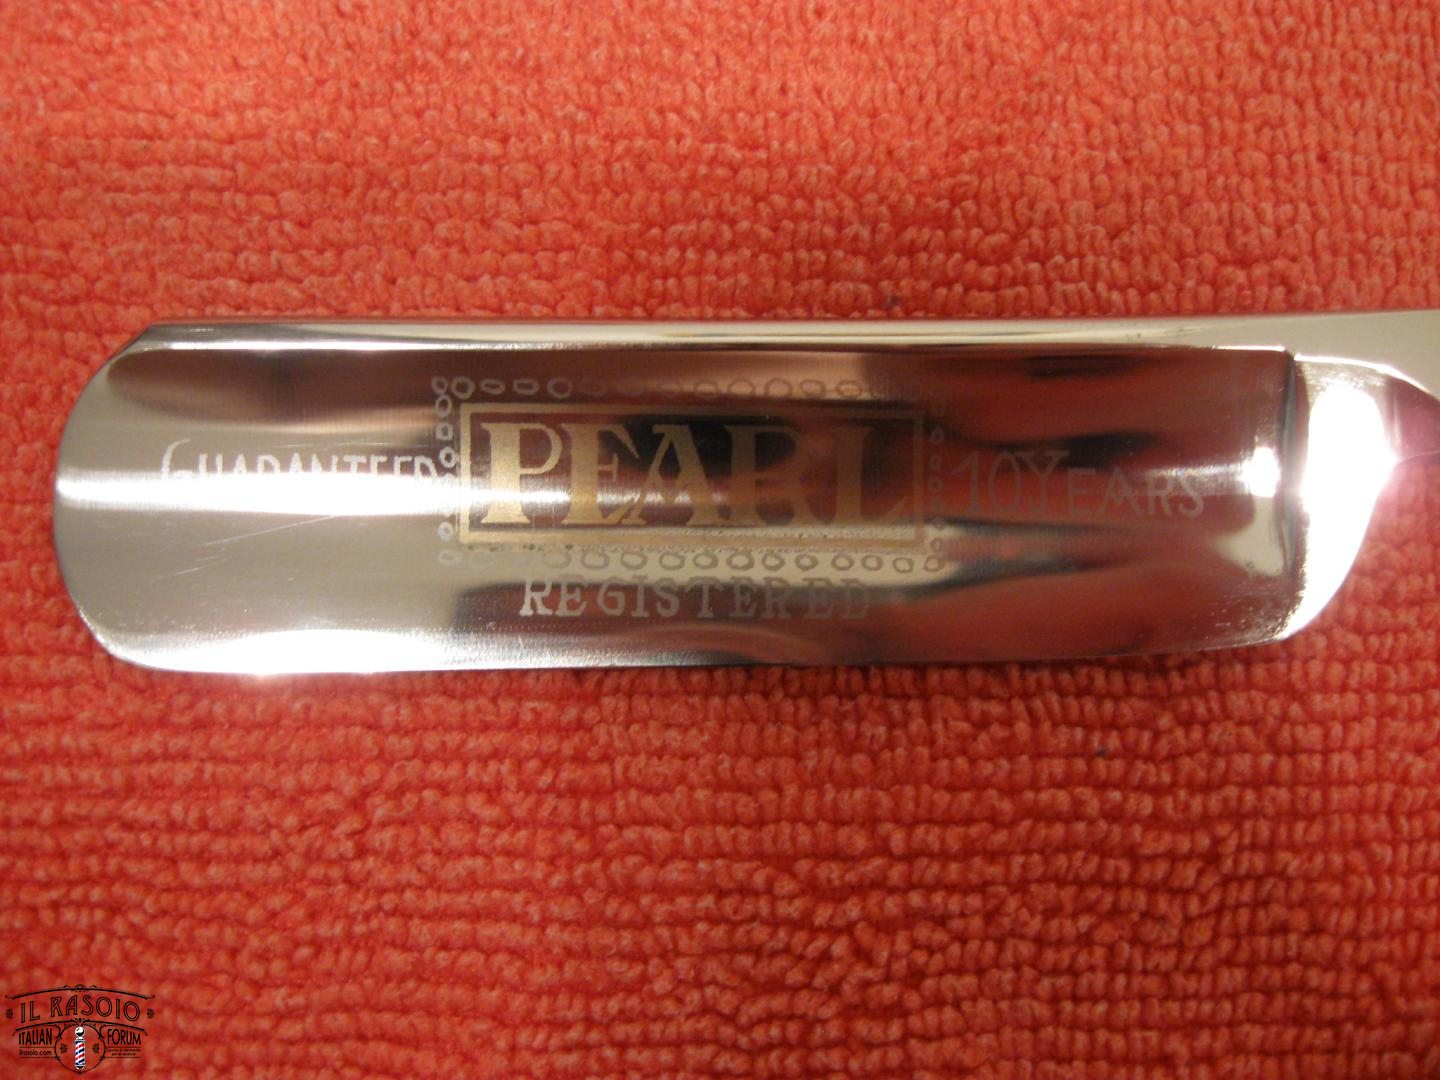 GUARANTEED PEARL 10 YEARS
REGISTERED
IL RASOIO
ITALIAN FORUM